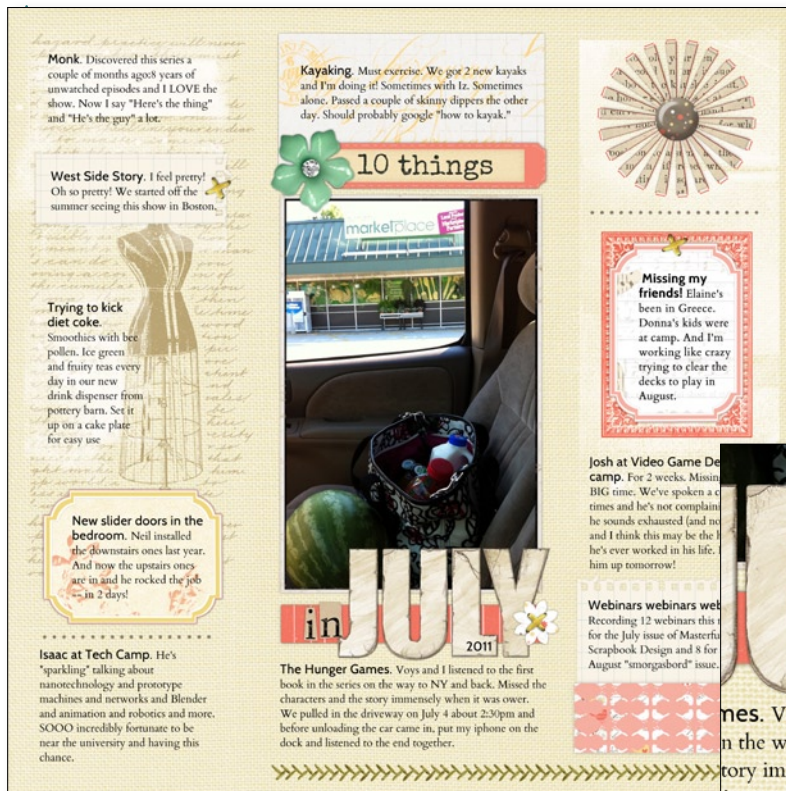 Monk. Discovered this series a
couple of months ago:8 years of
unwatched episodes and I LOVE the
show. Now I say "Here's the thing"
and "He's the guy" a lot.
West Side Story. I feel pretty!
Oh so pretty! We started off the
summer seeing this show in Boston.
Trying to kick
diet coke.
Smoothies with bee
pollen. Ice green
and fruity teas every
day in our new
drink dispenser from
pottery barn. Set it
up on a cake plate
for easy use
New slider doors in the
bedroom. Neil installed
the downstairs ones last year.
And now the upstairs ones
are in and he rocked the job
-- in 2 days!
Isaac at Tech Camp. He's
"sparkling" talking about
nanotechnology and prototype
machines and networks and Blender
and animation and robotics and more.
SOOO incredibly fortunate to be
near the university and having this
chance.
Kayaking. Must exercise. We got 2 new kayaks
and I'm doing it! Sometimes with Iz. Sometimes
alone. Passed a couple of skinny dippers the other
day. Should probably google "how to kayak."
10 things
marketplace
in JULY
2011
The Hunger Games. Voys and I listened to the first
book in the series on the way to NY and back. Missed the
characters and the story immensely when it was ower.
We pulled in the driveway on July 4 about 2:30pm and
before unloading the car came in, put my iphone on the
dock and listened to the end together.
Missing my
friends! Elaine's
been in Greece.
Donna's kids were
at camp. And I'm
working like crazy
trying to clear the
decks to play in
August.
Josh at Video Game De
camp. For 2 weeks. Missin
BIG time. We've spoken a c
times and he's not complaini
he sounds exhausted (and no
and I think this may be the h
he's ever worked in his life. 
him up tomorrow!
Webinars webinars web
Recording 12 webinars this
for the July issue of Masterfu
Scrapbook Design and 8 for
August "smorgasbord" issue.
mes. V
n the w
tory im